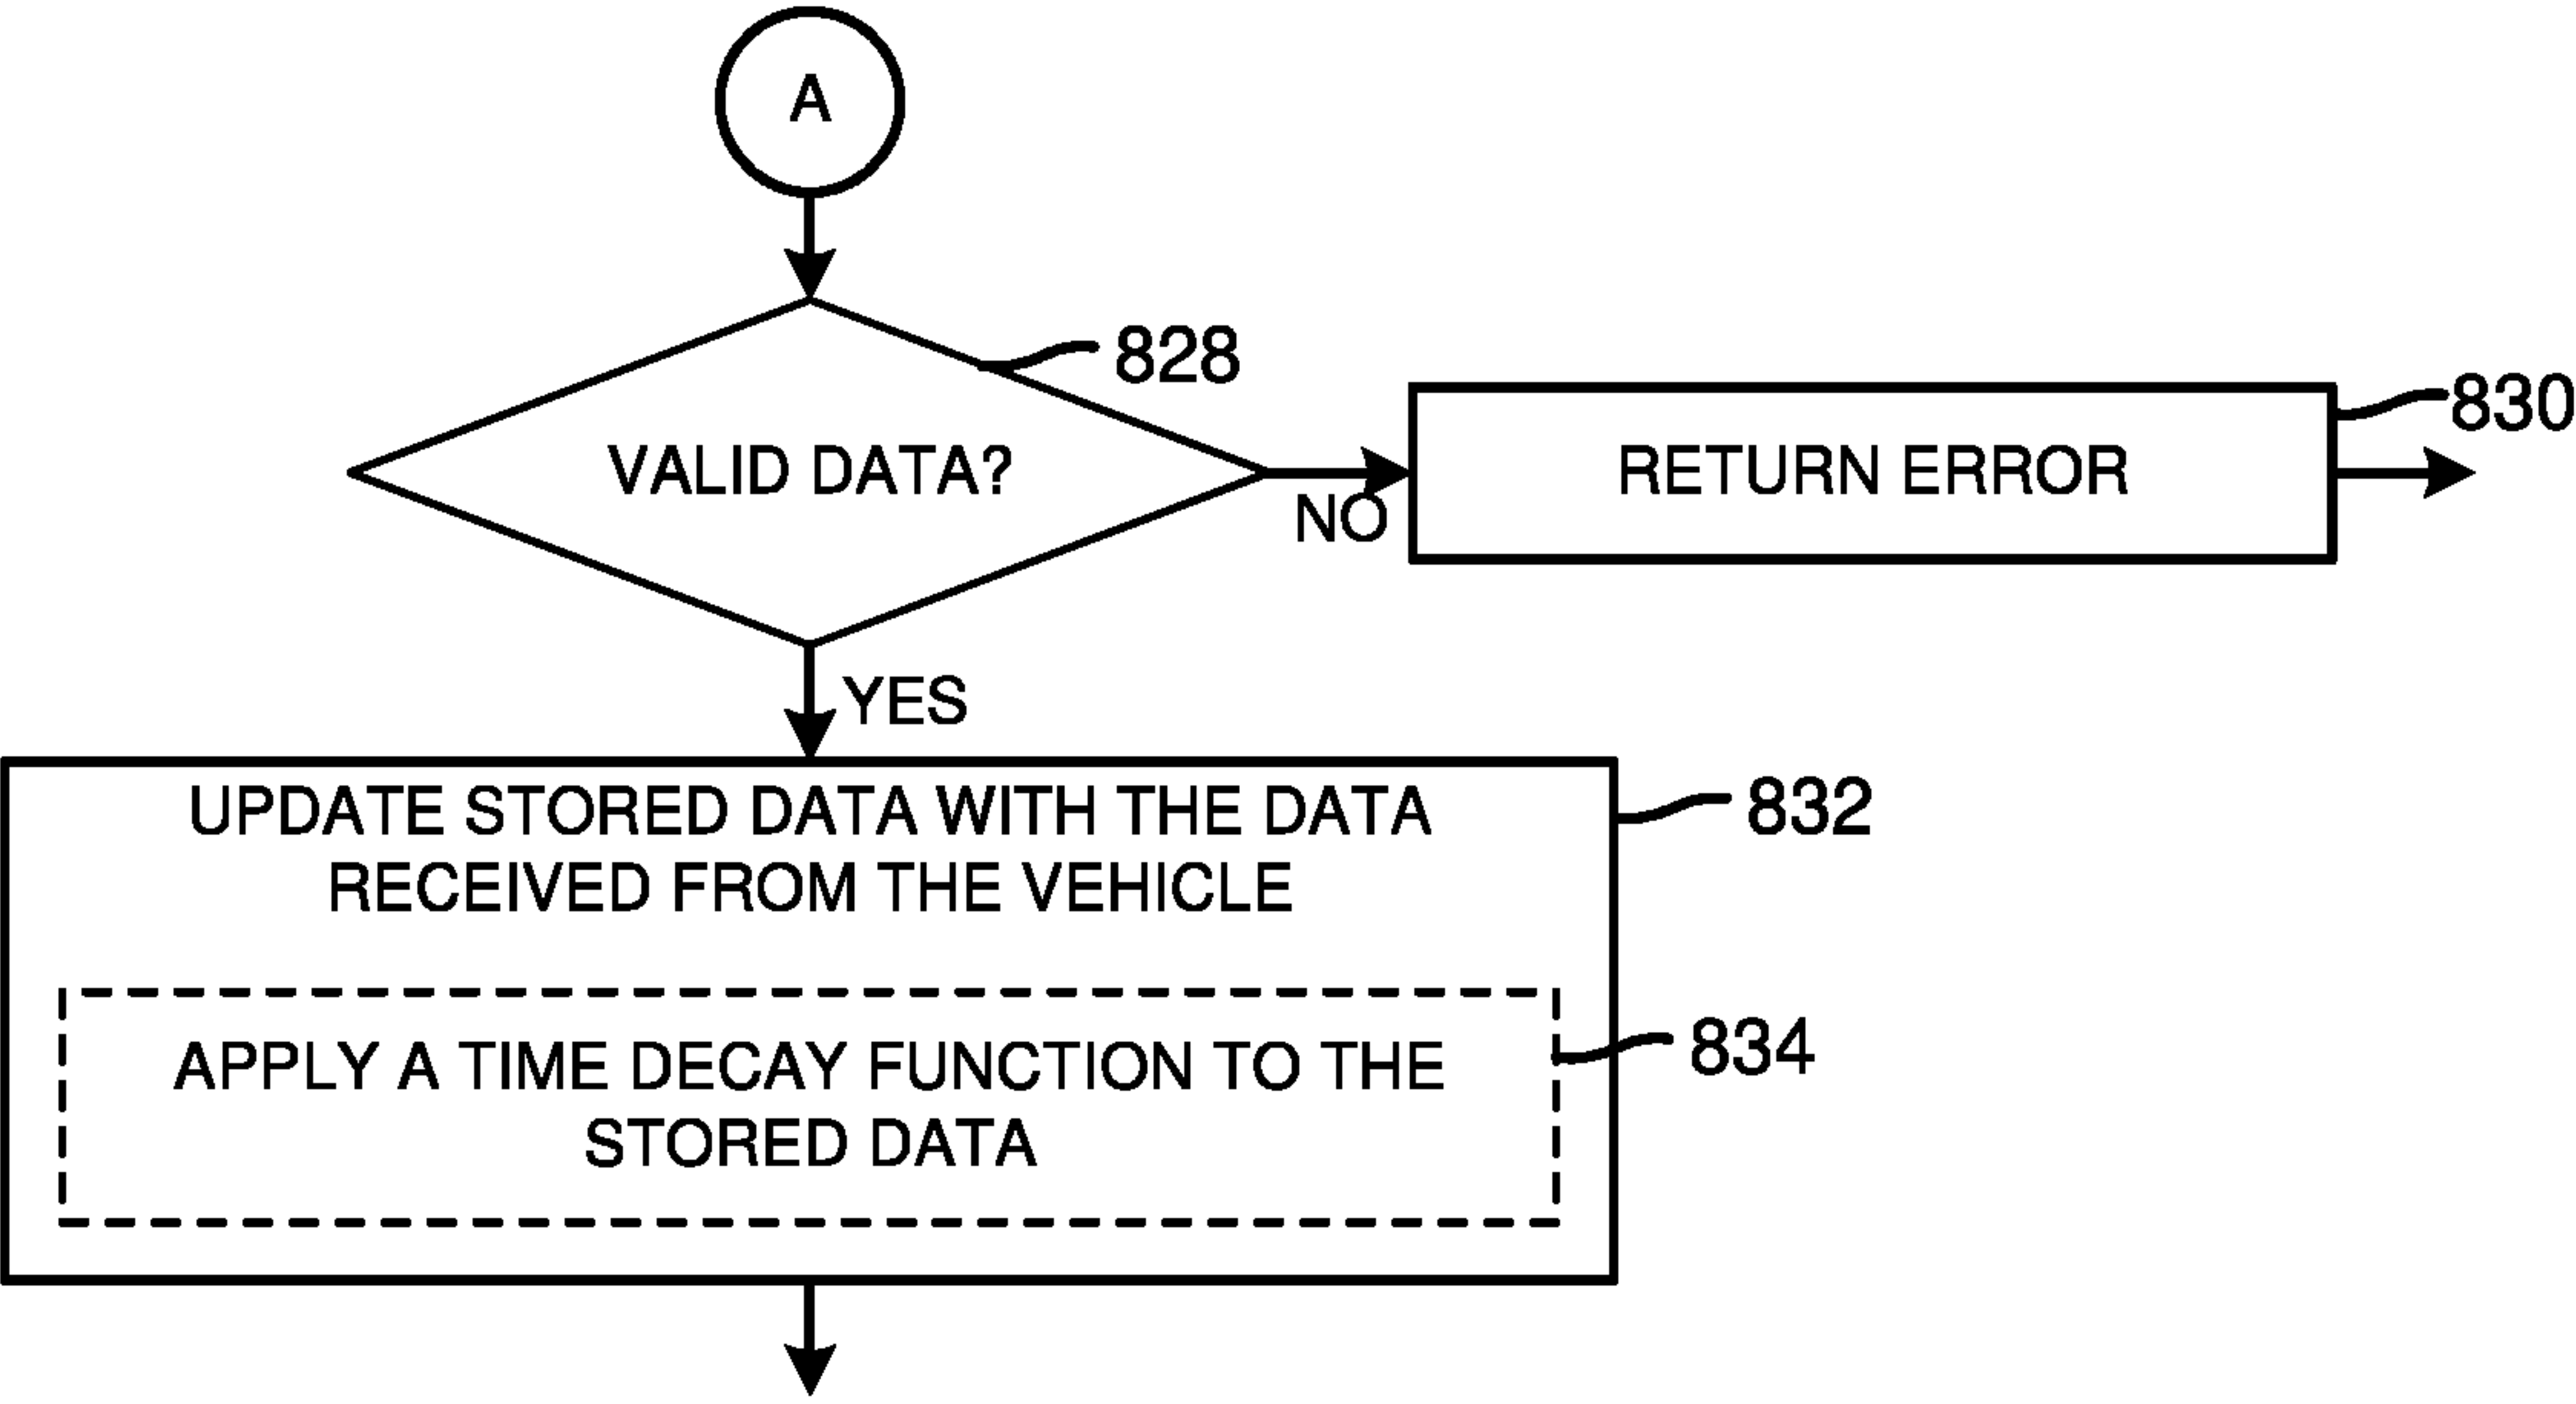 A
828
VALID DATA?
NO
RETURN ERROR
830
YES
UPDATE STORED DATA WITH THE DATA
RECEIVED FROM THE VEHICLE
832
APPLY A TIME DECAY FUNCTION TO THE
STORED DATA
834